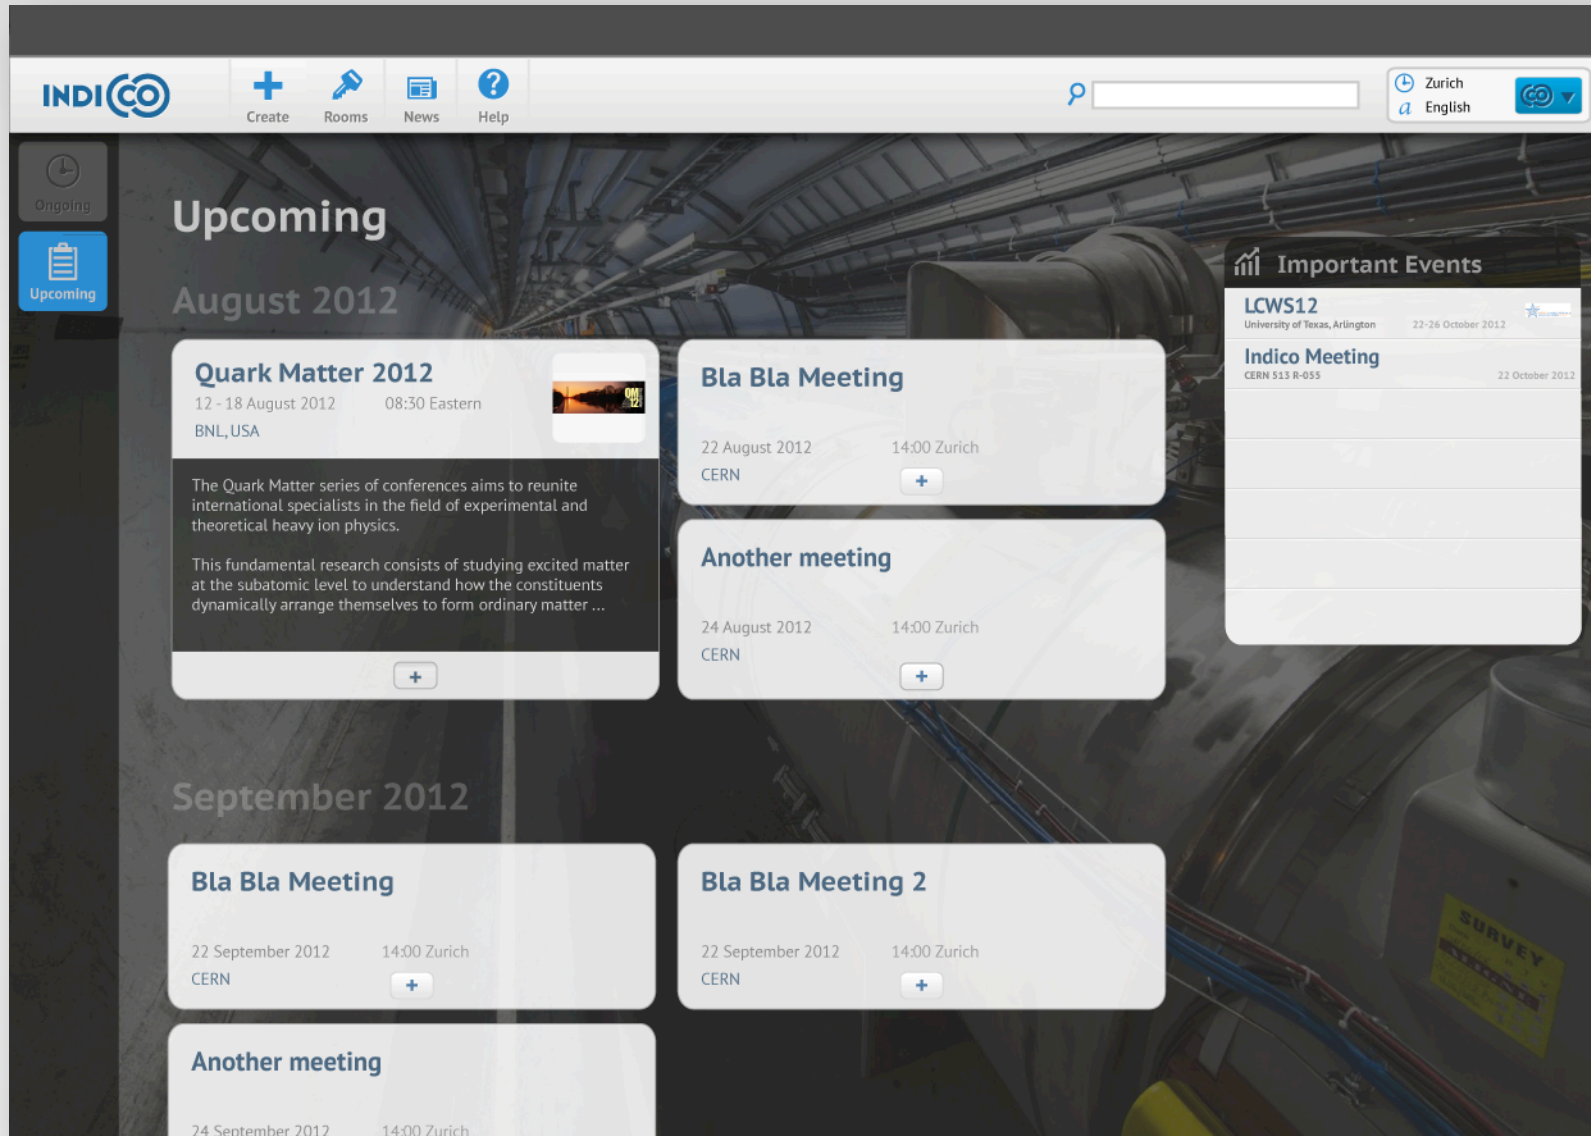 INDICO
Create
Rooms
News
Help
Zurich
a English
Ongoing
Upcoming
Upcoming
August 2012
Quark Matter 2012
12 - 18 August 2012 08:30 Eastern
BNL, USA
QM
12
The Quark Matter series of conferences aims to reunite
international specialists in the field of experimental and
theoretical heavy ion physics.
This fundamental research consists of studying excited matter
at the subatomic level to understand how the constituents
dynamically arrange themselves to form ordinary matter ...
+
Bla Bla Meeting
22 August 2012 14:00 Zurich
CERN
+
Another meeting
24 August 2012 14:00 Zurich
CERN
+
Important Events
LCWS12
University of Texas, Arlington 22-26 October 2012
Indico Meeting
CERN 513 R-055 22 October 2012
September 2012
Bla Bla Meeting
22 September 2012 14:00 Zurich
CERN
+
Bla Bla Meeting 2
22 September 2012 14:00 Zurich
CERN
+
Another meeting
24 September 2012 14:00 Zurich
SURVEY